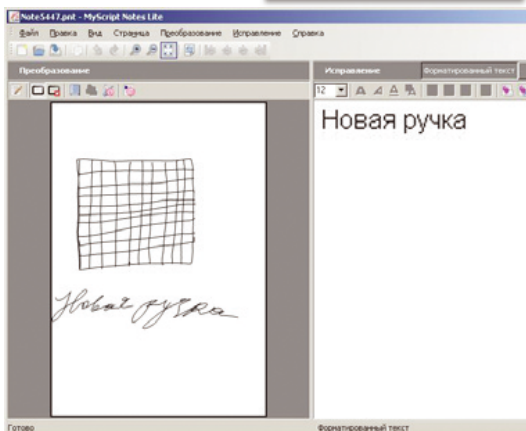 Note5447.pnt - MyScript Notes Lite
Файл Правка Вид Страница Преобразование Исправление Справка
Преобразование
Исправление Форматированный текст
12
Новая ручка
Новая ручка
Готово Форматированный текст